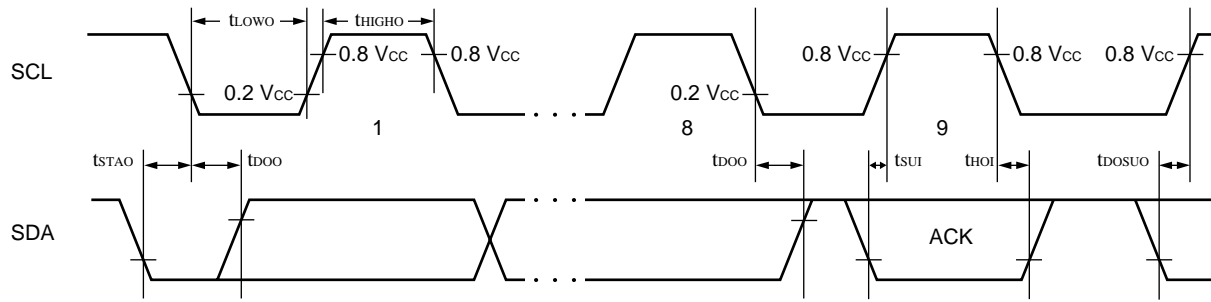 tLOWO tHIGHO
SCL 0.2 VCC 0.8 VCC 0.8 VCC 0.2 VCC 0.8 VCC 0.8 VCC 0.8 VCC
1 . . . 8 9
tSTAO tDOO tDOO tSUI tHOI tDOSUO
SDA . . . ACK
. . .